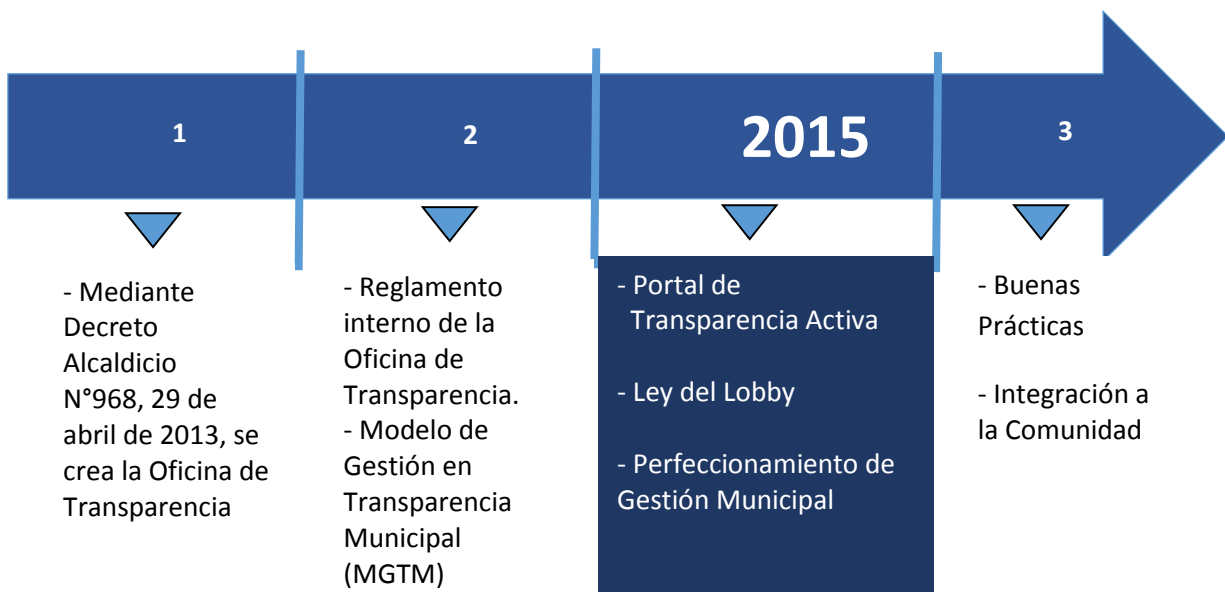 1
2
2015
3
- Mediante
Decreto
Alcaldicio
N°968, 29 de
abril de 2013, se
crea la Oficina de
Transparencia
- Reglamento
interno de la
Oficina de
Transparencia.
- Modelo de
Gestión en
Transparencia
Municipal
(MGTM)
- Portal de
Transparencia Activa
- Ley del Lobby
- Perfeccionamiento de
Gestión Municipal
- Buenas
Prácticas
- Integración a
la Comunidad